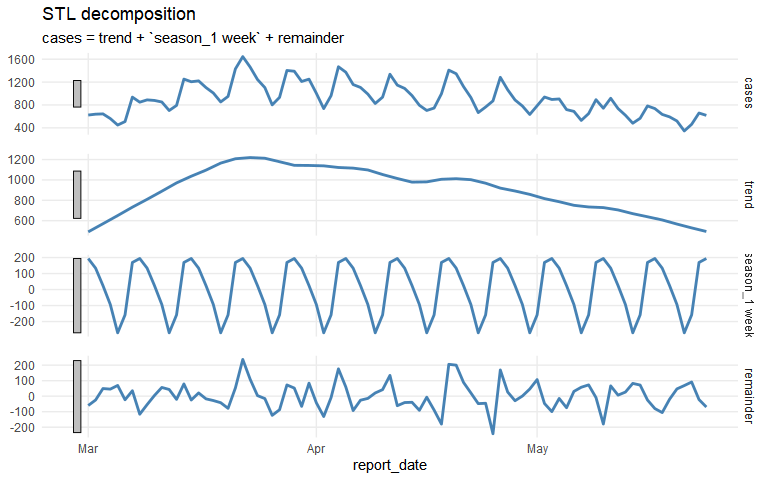 STL decomposition
cases = trend + `season_1 week` + remainder
1600
1200
800
400
cases
1200
1000
800
600
trend
200
100
0
-100
-200
season_1 week
200
100
0
-100
-200
remainder
Mar
Apr
May
report_date